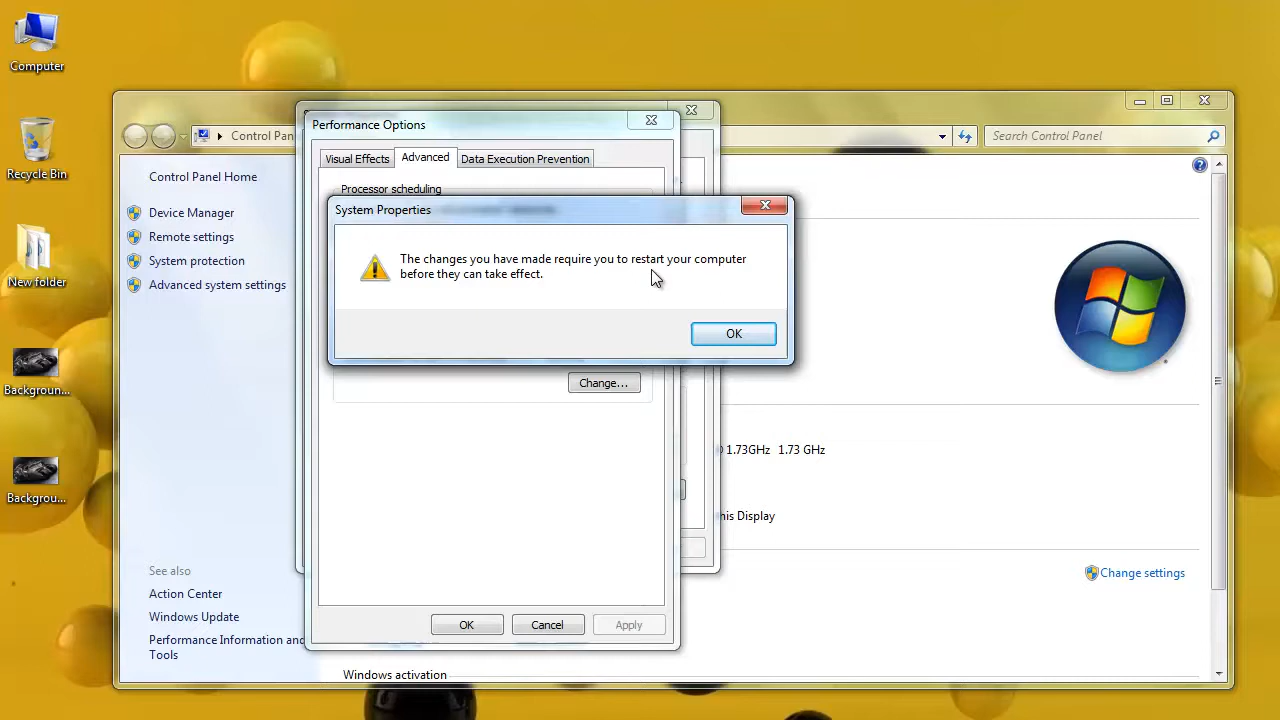 Computer
Recycle Bin
New folder
Backgroun...
Backgrou...
Control Pan
Search Control Panel
Control Panel Home
Device Manager
Remote settings
System protection
Advanced system settings
See also
Action Center
Windows Update
Performance Information and
Tools
Performance Options
Visual Effects
Advanced
Data Execution Prevention
Processor scheduling
System Properties
The changes you have made require you to restart your computer
before they can take effect.
OK
Change...
OK
Cancel
Apply
1.73GHz 1.73 GHz
his Display
Change settings
Windows activation